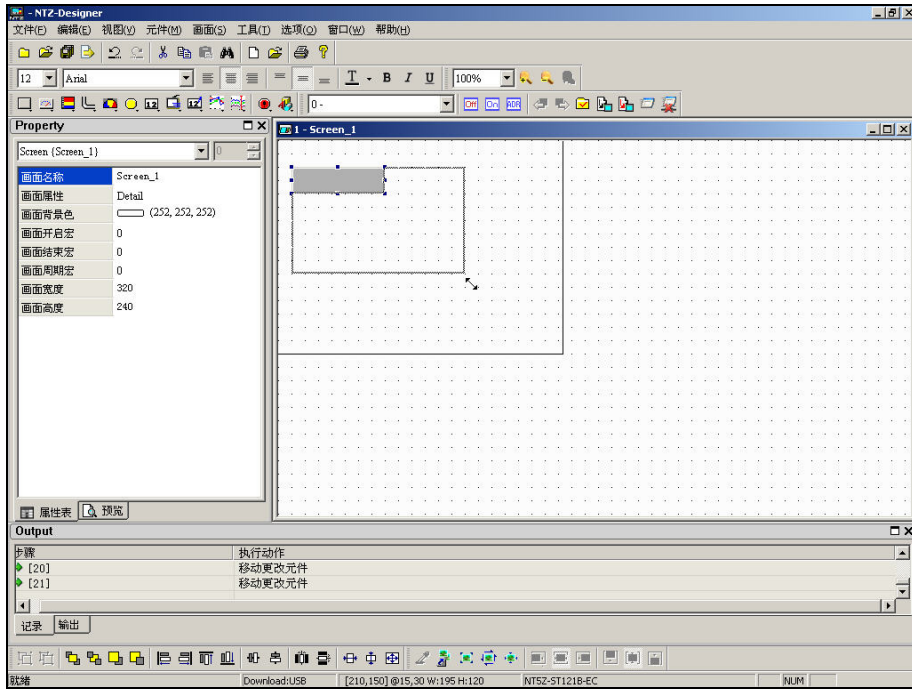 NTZ - NTZ-Designer
文件(F) 编辑(E) 视图(V) 元件(M) 画面(S) 工具(T) 选项(O) 窗口(W) 帮助(H)
12 Arial T B I U 100%
0 - Off On ADR
Property
1 - Screen_1
Screen {Screen_1} 0
画面名称 Screen_1
画面属性 Detail
画面背景色 (252, 252, 252)
画面开启宏 0
画面结束宏 0
画面周期宏 0
画面宽度 320
画面高度 240
属性表 预览
Output
步骤 执行动作
[20] 移动更改元件
[21] 移动更改元件
记录 输出
就绪 Download:USB [210,150] @15,30 W:195 H:120 NT5Z-ST121B-EC NUM